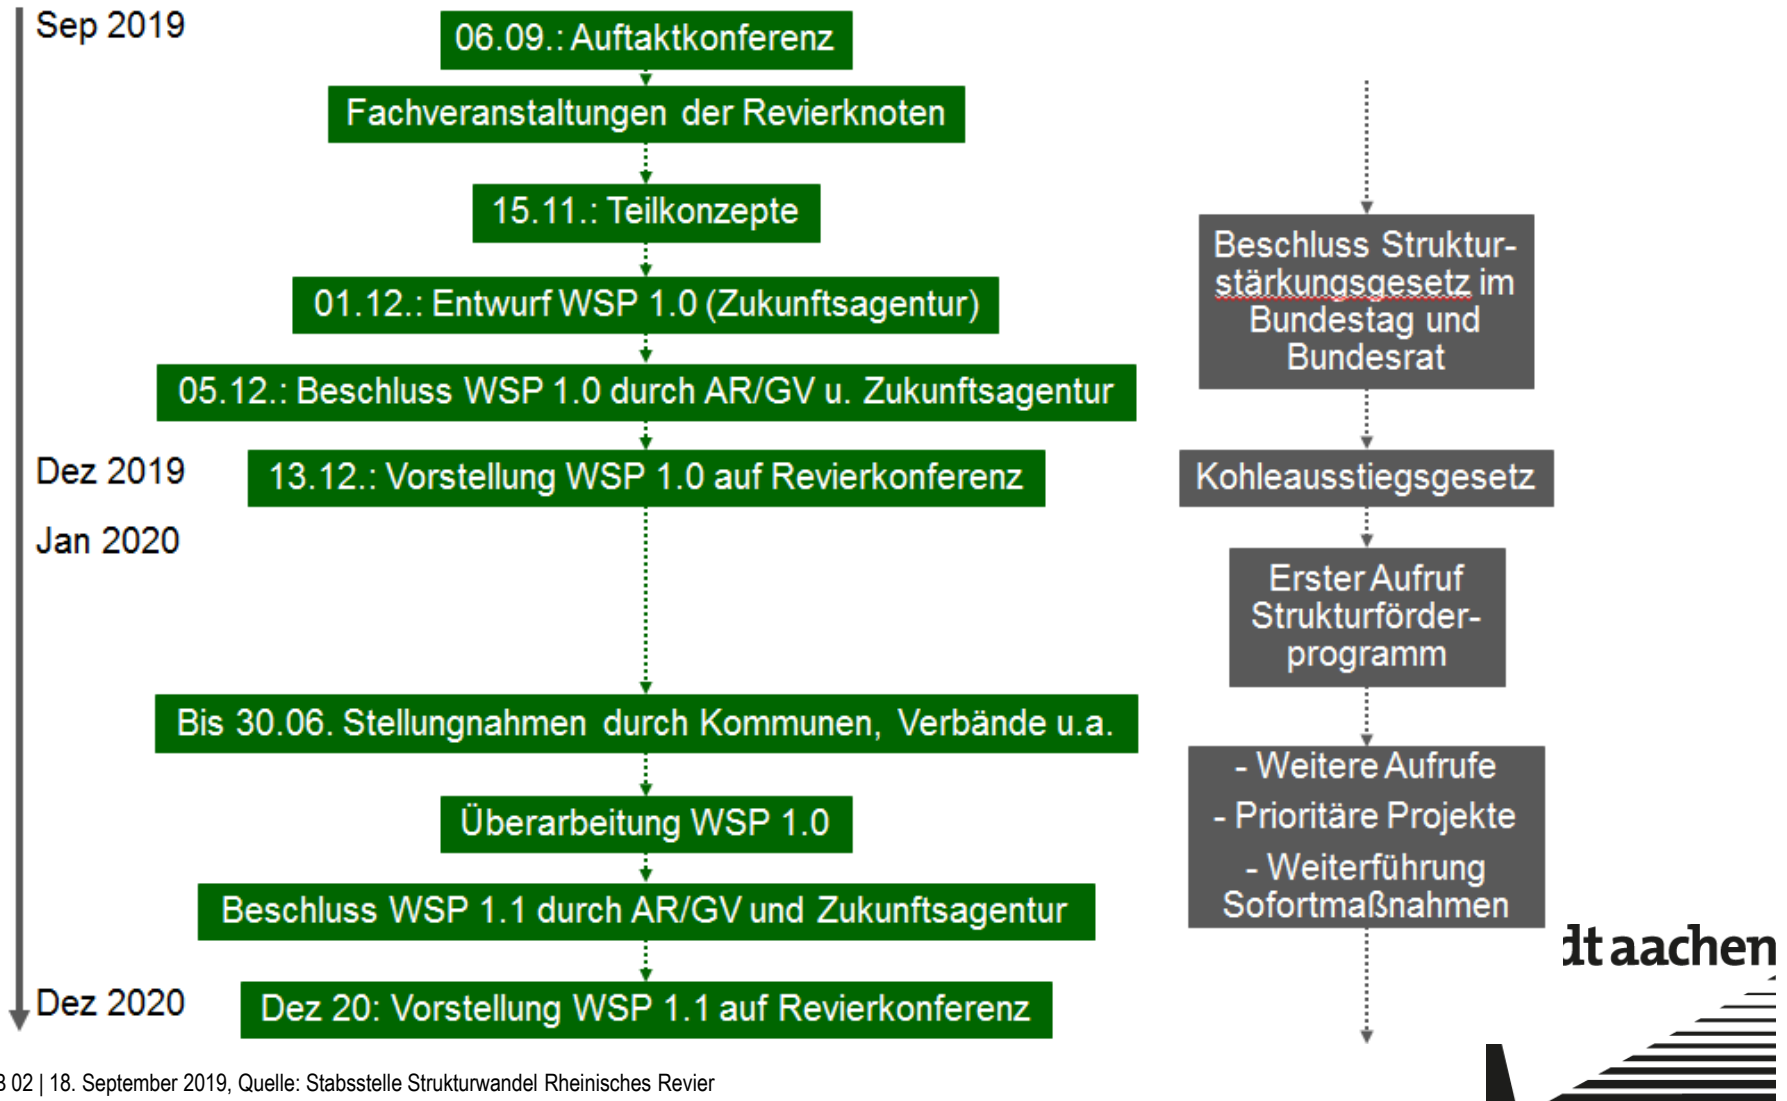 Sep 2019
06.09.: Auftaktkonferenz
Fachveranstaltungen der Revierknoten
15.11.: Teilkonzepte
01.12.: Entwurf WSP 1.0 (Zukunftsagentur)
05.12.: Beschluss WSP 1.0 durch AR/GV u. Zukunftsagentur
Dez 2019
13.12.: Vorstellung WSP 1.0 auf Revierkonferenz
Jan 2020
Bis 30.06. Stellungnahmen durch Kommunen, Verbände u.a.
Überarbeitung WSP 1.0
Beschluss WSP 1.1 durch AR/GV und Zukunftsagentur
Dez 2020
Dez 20: Vorstellung WSP 1.1 auf Revierkonferenz
Beschluss Struktur-
stärkungsgesetz im
Bundestag und
Bundesrat
Kohleausstiegsgesetz
Erster Aufruf
Strukturförder-
programm
- Weitere Aufrufe
- Prioritäre Projekte
- Weiterführung
Sofortmaßnahmen
dt aachen
02 | 18. September 2019, Quelle: Stabsstelle Strukturwandel Rheinisches Revier